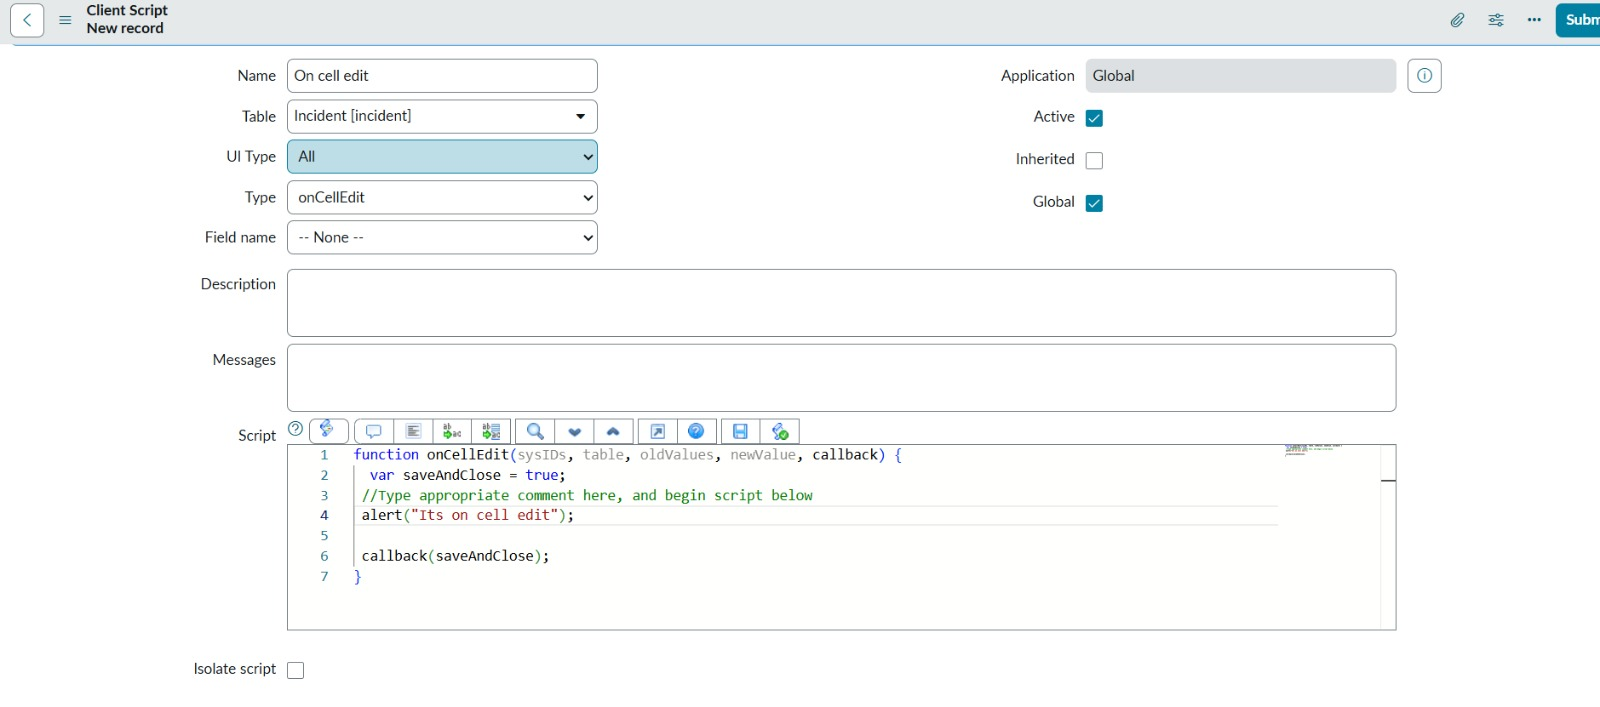 Client Script
New record
Subm
Name On cell edit
Application Global
Table Incident [incident]
Active
UI Type All
Inherited
Type onCellEdit
Global
Field name -- None --
Description
Messages
Script
1 function onCellEdit(sysIDs, table, oldValues, newValue, callback) {
2 var saveAndClose = true;
3 //Type appropriate comment here, and begin script below
4 alert("Its on cell edit");
5
6 callback(saveAndClose);
7 }
Isolate script